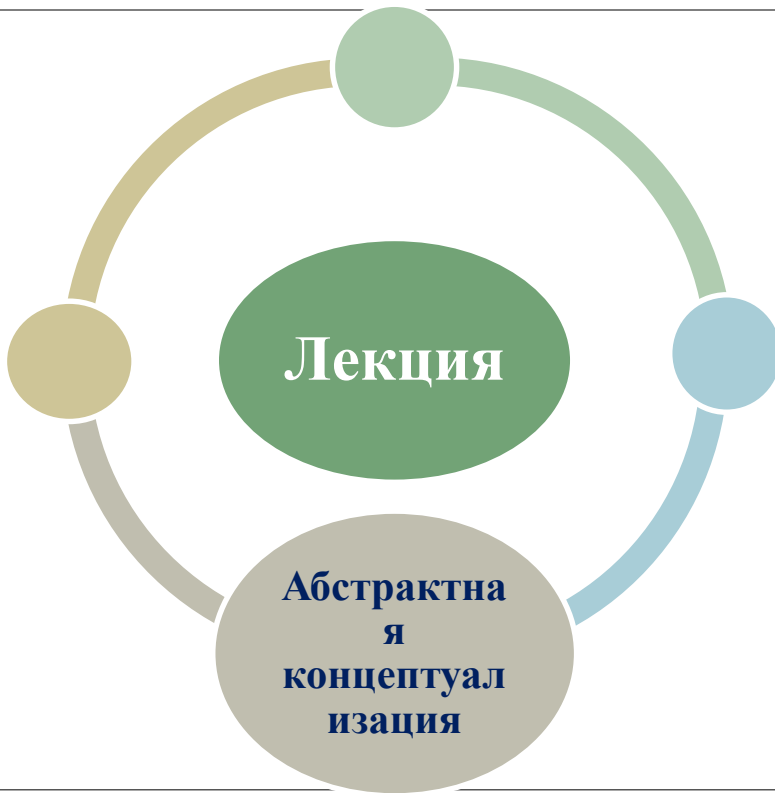 Лекция
Абстрактна
я
концептуал
изация